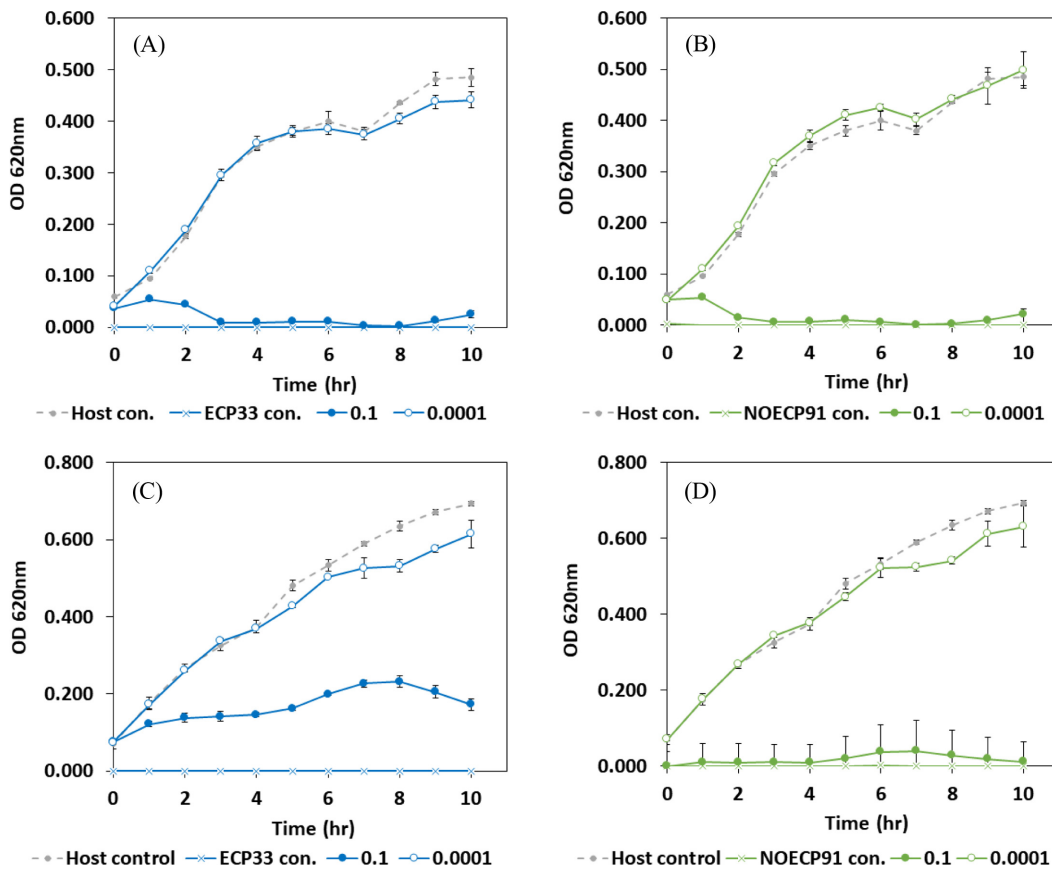 0.600
0.500
0.400
0.300
0.200
0.100
0.000
OD 620nm
(A)
0 2 4 6 8 10
Time (hr)
Host con. ECP33 con. 0.1 0.0001
0.600
0.500
0.400
0.300
0.200
0.100
0.000
OD 620nm
(B)
0 2 4 6 8 10
Time (hr)
Host con. NOECP91 con. 0.1 0.0001
0.800
0.600
0.400
0.200
0.000
OD 620nm
(C)
0 2 4 6 8 10
Time (hr)
Host control ECP33 con. 0.1 0.0001
0.800
0.600
0.400
0.200
0.000
OD 620nm
(D)
0 2 4 6 8 10
Time (hr)
Host control NOECP91 con. 0.1 0.0001